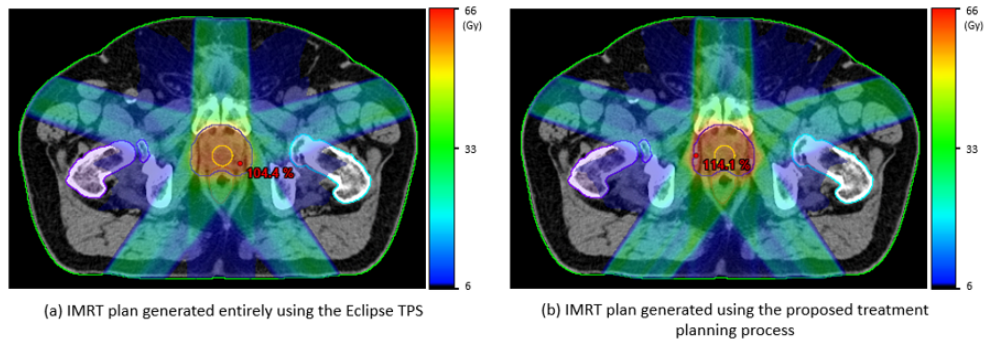 66
(Gy)
33
6
104.4 %
66
(Gy)
33
6
114.1 %
(a) IMRT plan generated entirely using the Eclipse TPS
(b) IMRT plan generated using the proposed treatment
planning process